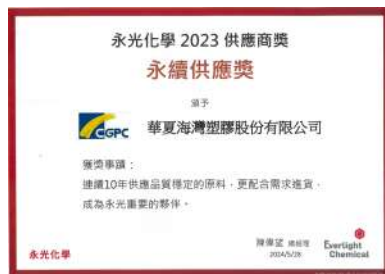 永光化學 2023 供應商獎
永續供應獎
頒予
CGPC 華夏海灣塑膠股份有限公司
獲獎事蹟：
連續10年供應品質穩定的原料，更配合需求進貨，
成為永光重要的夥伴。
永光化學
陳偉望 總經理
2024/5/28
Everlight
Chemical